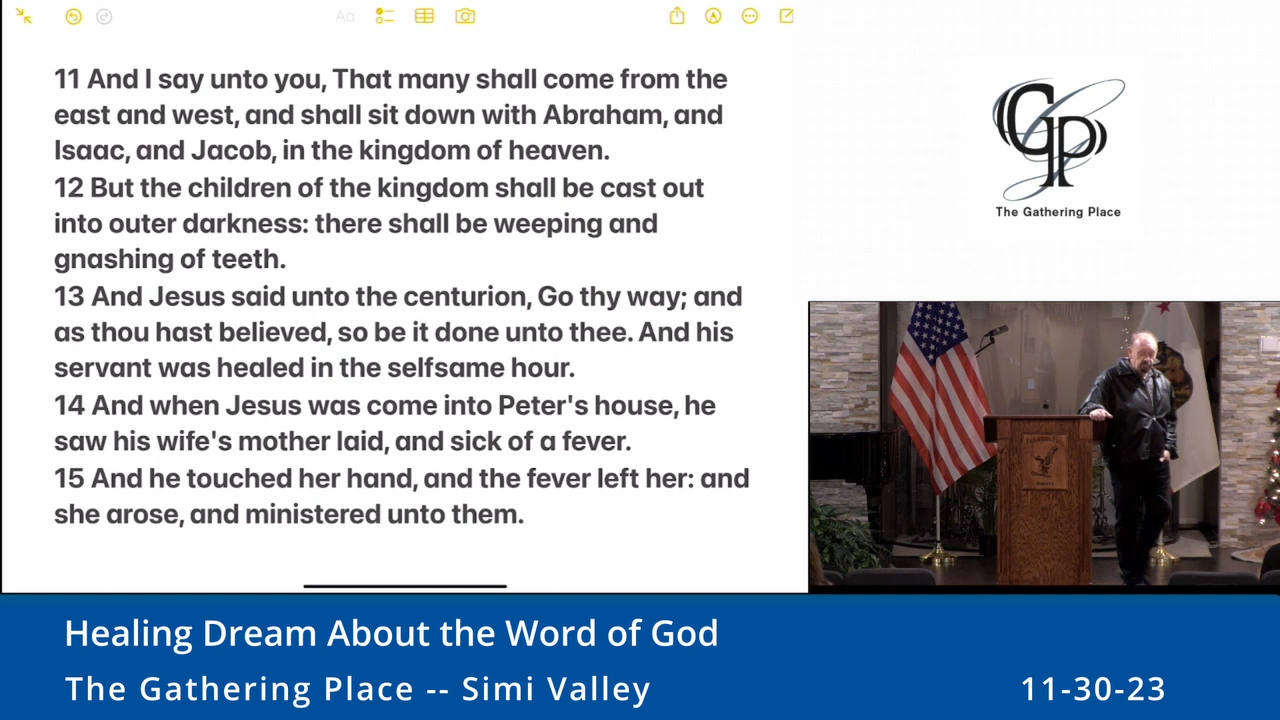 Aa
11 And I say unto you, That many shall come from the
east and west, and shall sit down with Abraham, and
Isaac, and Jacob, in the kingdom of heaven.
12 But the children of the kingdom shall be cast out
into outer darkness: there shall be weeping and
gnashing of teeth.
13 And Jesus said unto the centurion, Go thy way; and
as thou hast believed, so be it done unto thee. And his
servant was healed in the selfsame hour.
14 And when Jesus was come into Peter's house, he
saw his wife's mother laid, and sick of a fever.
15 And he touched her hand, and the fever left her: and
she arose, and ministered unto them.
GP
The Gathering Place
Healing Dream About the Word of God
The Gathering Place -- Simi Valley
11-30-23